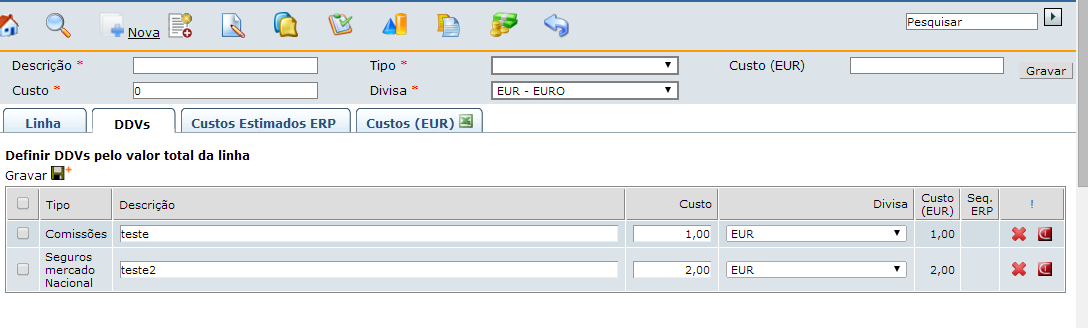 Nova
Pesquisar
Descrição *
Tipo *
Custo (EUR)
Gravar
Custo * 0
Divisa * EUR - EURO
Linha DDVs Custos Estimados ERP Custos (EUR)
Definir DDVs pelo valor total da linha
Gravar *
Tipo Descrição Custo Divisa Custo (EUR) Seq. ERP !
Comissões teste 1,00 EUR 1,00
Seguros mercado Nacional teste2 2,00 EUR 2,00